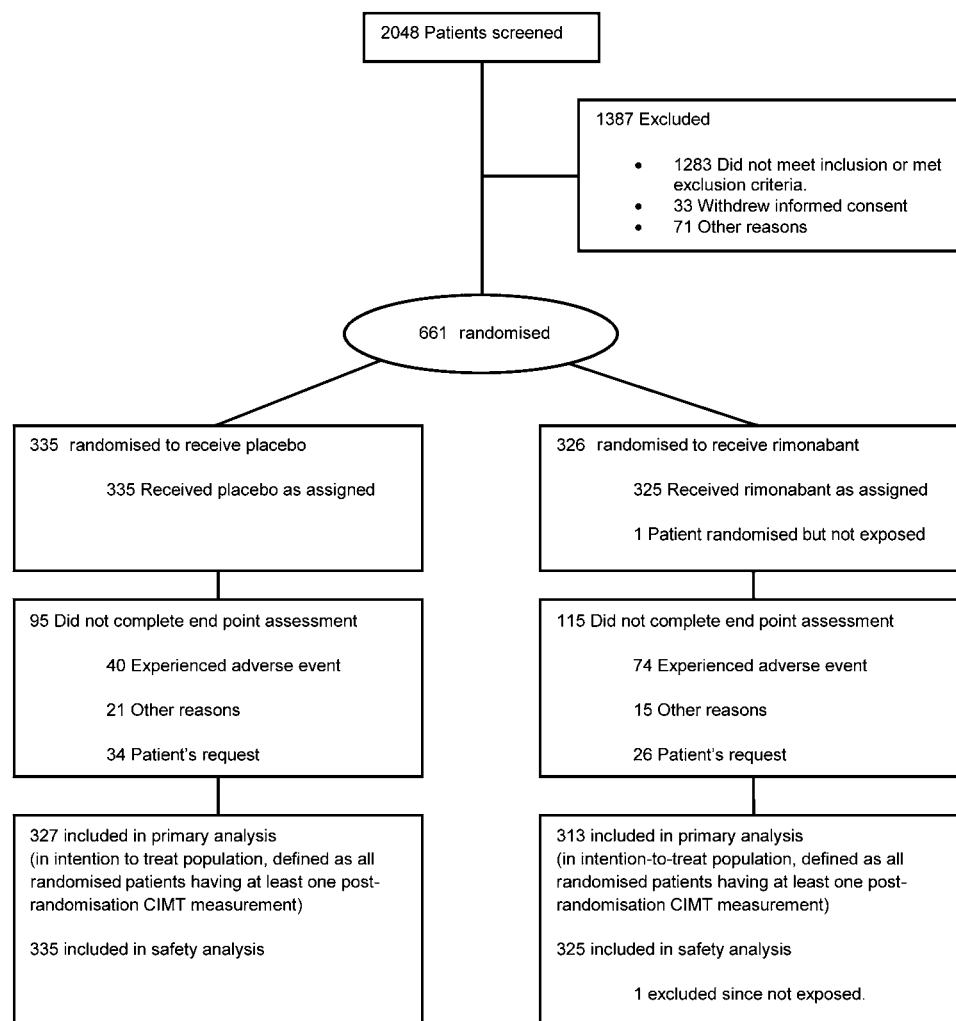 2048 Patients screened
1387 Excluded
• 1283 Did not meet inclusion or met
exclusion criteria.
• 33 Withdrew informed consent
• 71 Other reasons
661 randomised
335 randomised to receive placebo
335 Received placebo as assigned
326 randomised to receive rimonabant
325 Received rimonabant as assigned
1 Patient randomised but not exposed
95 Did not complete end point assessment
40 Experienced adverse event
21 Other reasons
34 Patient's request
115 Did not complete end point assessment
74 Experienced adverse event
15 Other reasons
26 Patient's request
327 included in primary analysis
(in intention to treat population, defined as all
randomised patients having at least one post-
randomisation CIMT measurement)
335 included in safety analysis
313 included in primary analysis
(in intention-to-treat population, defined as all
randomised patients having at least one post-
randomisation CIMT measurement)
325 included in safety analysis
1 excluded since not exposed.